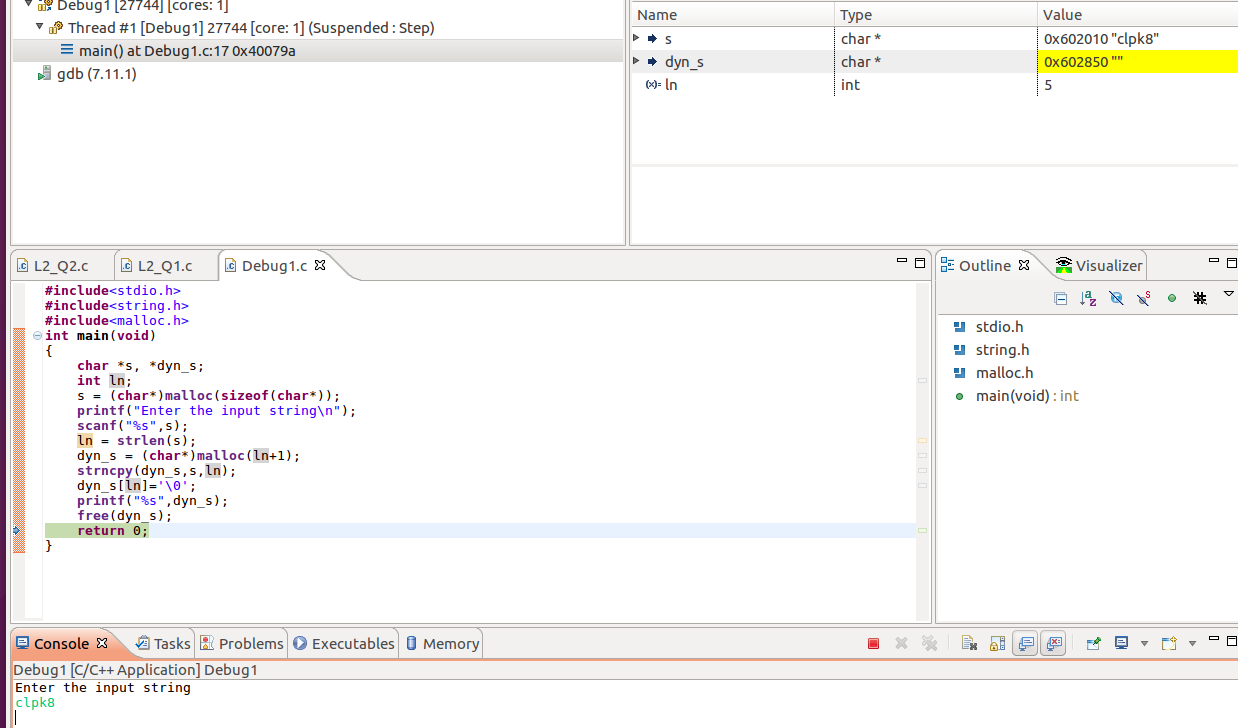 Debug1 [27744] [cores: 1]
Thread #1 [Debug1] 27744 [core: 1] (Suspended : Step)
main() at Debug1.c:17 0x40079a
gdb (7.11.1)
Name Type Value
s char * 0x602010 "clpk8"
dyn_s char * 0x602850 ""
(x)= ln int 5
L2_Q2.c L2_Q1.c Debug1.c
#include<stdio.h>
#include<string.h>
#include<malloc.h>
int main(void)
{
    char *s, *dyn_s;
    int ln;
    s = (char*)malloc(sizeof(char*));
    printf("Enter the input string\n");
    scanf("%s",s);
    ln = strlen(s);
    dyn_s = (char*)malloc(ln+1);
    strncpy(dyn_s,s,ln);
    dyn_s[ln]='\0';
    printf("%s",dyn_s);
    free(dyn_s);
    return 0;
}
Outline Visualizer
stdio.h
string.h
malloc.h
main(void) : int
Console Tasks Problems Executables Memory
Debug1 [C/C++ Application] Debug1
Enter the input string
clpk8